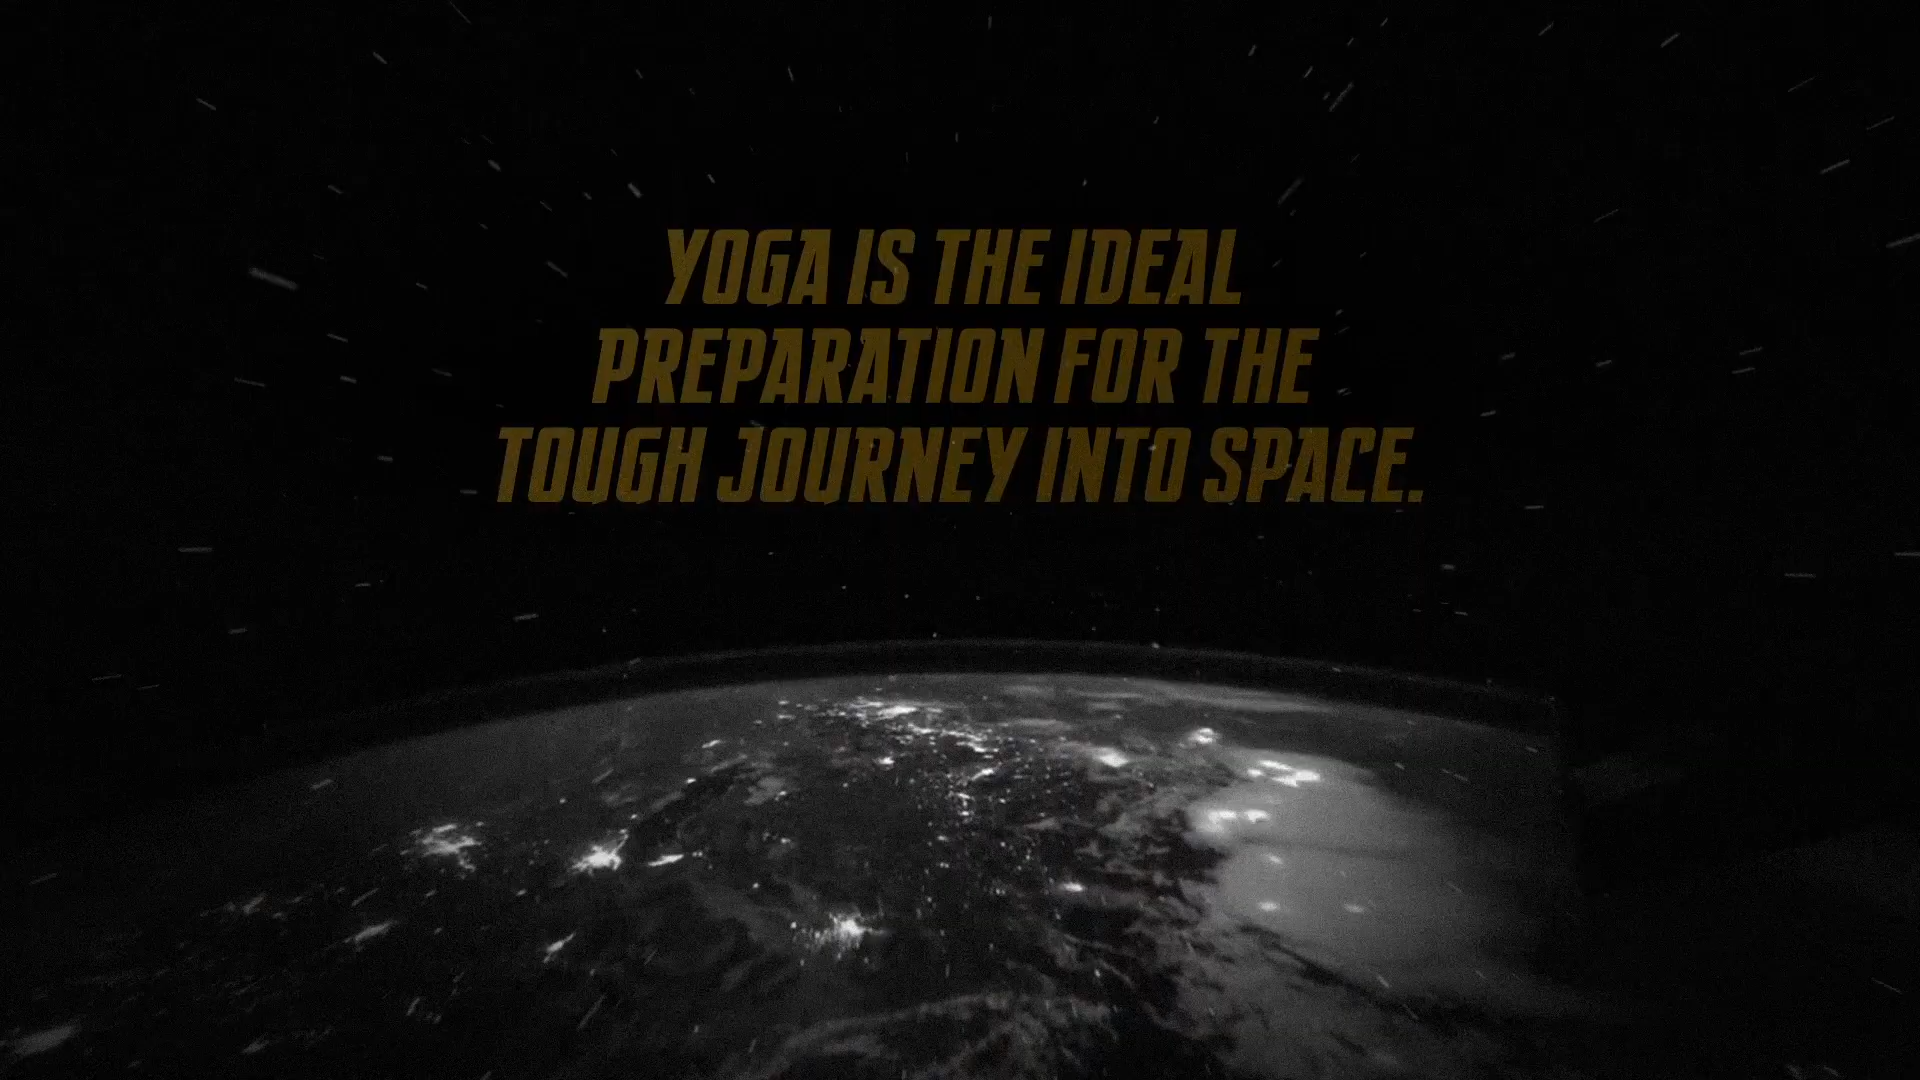 YOGA IS THE IDEAL
PREPARATION FOR THE
TOUGH JOURNEY INTO SPACE.